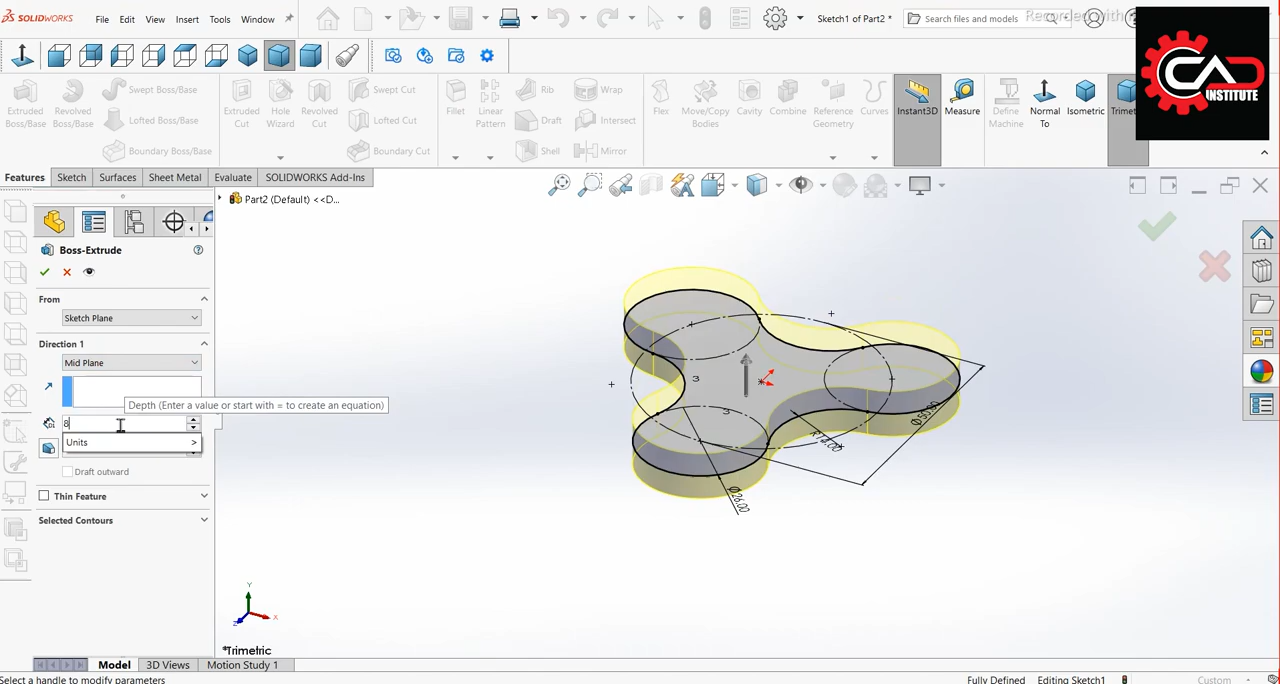 SOLIDWORKS
File Edit View Insert Tools Window
Sketch1 of Part2 *
Search files and models
Recorded with
CAD
INSTITUTE
Extruded Boss/Base
Revolved Boss/Base
Swept Boss/Base
Lofted Boss/Base
Boundary Boss/Base
Extruded Cut
Hole Wizard
Revolved Cut
Swept Cut
Lofted Cut
Boundary Cut
Fillet
Linear Pattern
Rib
Draft
Shell
Wrap
Intersect
Mirror
Flex
Move/Copy Bodies
Cavity
Combine
Reference Geometry
Curves
Instant3D
Measure
Define Machine
Normal To
Isometric
Trimet
Features Sketch Surfaces Sheet Metal Evaluate SOLIDWORKS Add-Ins
Part2 (Default) <<D...
Boss-Extrude
From
Sketch Plane
Direction 1
Mid Plane
Depth (Enter a value or start with = to create an equation)
8
Units >
Draft outward
Thin Feature
Selected Contours
3
Ø26.00
Y
X
Z
*Trimetric
Model 3D Views Motion Study 1
Select a handle to modify parameters
Fully Defined Editing Sketch1
Custom